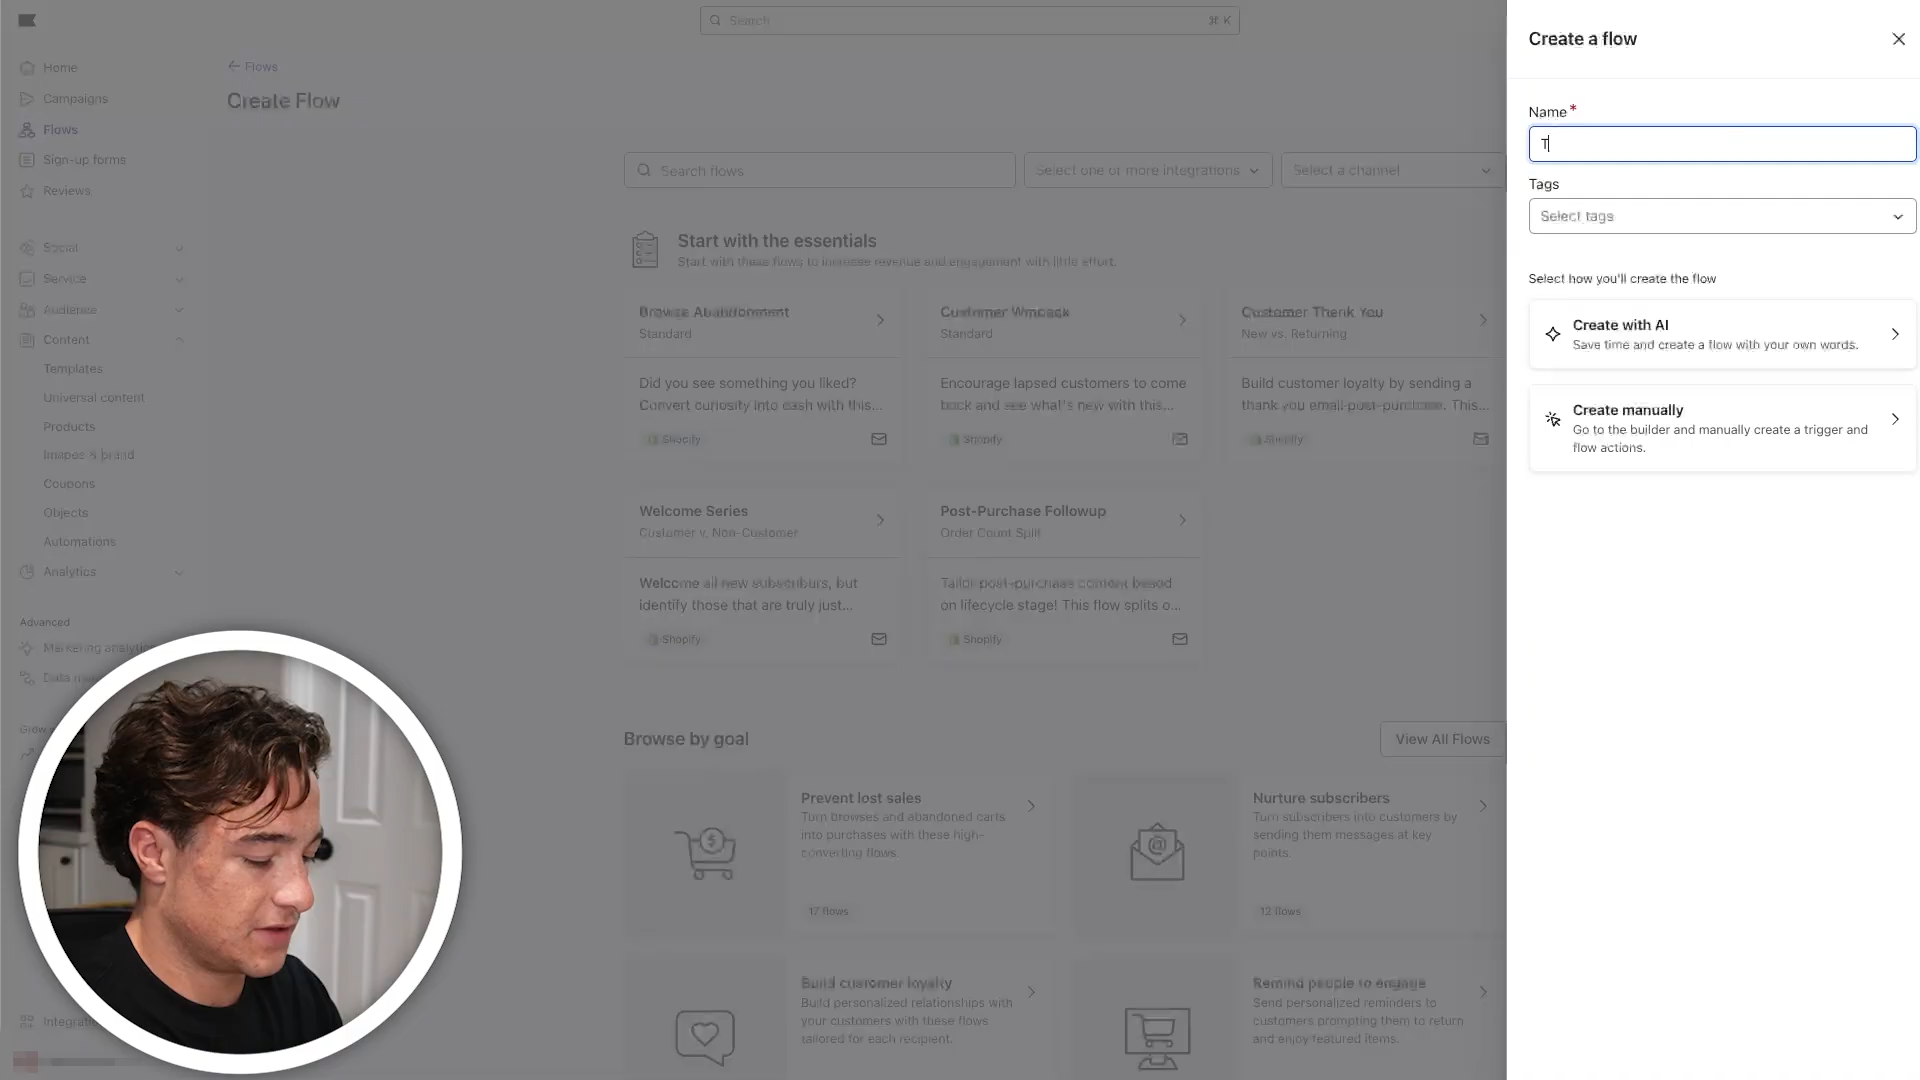 Search
⌘ K
Home
Campaigns
Flows
Sign-up forms
Reviews
Social
Service
Audience
Content
Templates
Universal content
Products
Images & brand
Coupons
Objects
Automations
Analytics
Advanced
Marketing analytics
Data
Grow
Flows
Create Flow
Search flows
Select one or more integrations
Select a channel
Start with the essentials
Start with these flows to increase revenue and engagement with little effort.
Browse Abandonment
Standard
Did you see something you liked?
Convert curiosity into cash with this...
Shopify
Customer Winback
Standard
Encourage lapsed customers to come
back and see what's new with this...
Shopify
Customer Thank You
New vs. Returning
Build customer loyalty by sending a
thank you email post-purchase. This...
Shopify
Welcome Series
Customer v. Non-Customer
Welcome all new subscribers, but
identify those that are truly just...
Shopify
Post-Purchase Followup
Order Count Split
Tailor post-purchase content based
on lifecycle stage! This flow splits o...
Shopify
Browse by goal
View All Flows
Prevent lost sales
Turn browses and abandoned carts
into purchases with these high-
converting flows.
17 flows
Nurture subscribers
Turn subscribers into customers by
sending them messages at key
points.
12 flows
Build customer loyalty
Build personalized relationships with
your customers with these flows
tailored for each recipient.
Remind people to engage
Send personalized reminders to
customers prompting them to return
and enjoy featured items.
Create a flow
Name *
T
Tags
Select tags
Select how you'll create the flow
Create with AI
Save time and create a flow with your own words.
Create manually
Go to the builder and manually create a trigger and
flow actions.